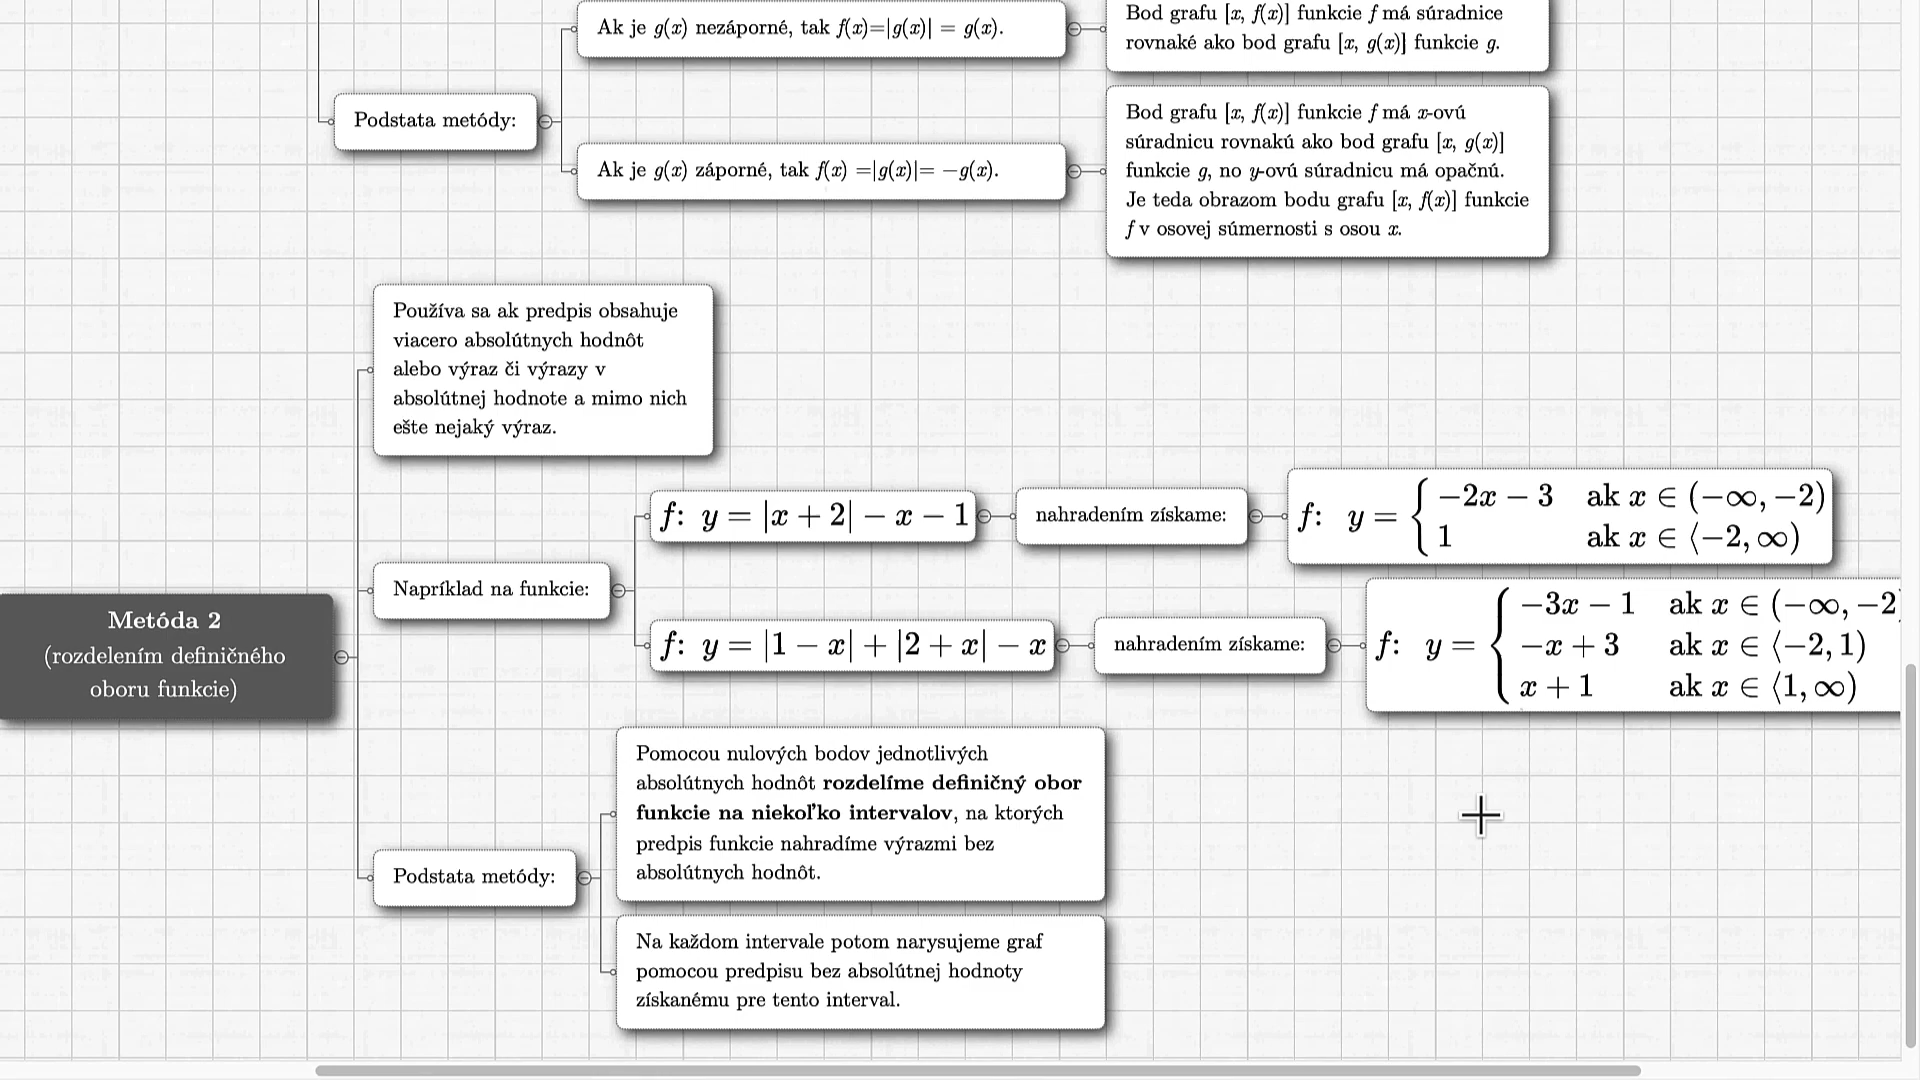 Ak je g(x) nezáporné, tak f(x)=|g(x)| = g(x).
Bod grafu [x, f(x)] funkcie f má súradnice
rovnaké ako bod grafu [x, g(x)] funkcie g.
Podstata metódy:
Ak je g(x) záporné, tak f(x) =|g(x)|= −g(x).
Bod grafu [x, f(x)] funkcie f má x-ovú
súradnicu rovnakú ako bod grafu [x, g(x)]
funkcie g, no y-ovú súradnicu má opačnú.
Je teda obrazom bodu grafu [x, f(x)] funkcie
f v osovej súmernosti s osou x.
Metóda 2
(rozdelením definičného
oboru funkcie)
Používa sa ak predpis obsahuje
viacero absolútnych hodnôt
alebo výraz či výrazy v
absolútnej hodnote a mimo nich
ešte nejaký výraz.
Napríklad na funkcie:
f: y = |x + 2| − x − 1
nahradením získame:
f: y = {
−2x − 3 ak x ∈ (−∞, −2)
1 ak x ∈ ⟨−2, ∞)
f: y = |1 − x| + |2 + x| − x
nahradením získame:
f: y = {
−3x − 1 ak x ∈ (−∞, −2
−x + 3 ak x ∈ ⟨−2, 1)
x + 1 ak x ∈ ⟨1, ∞)
Podstata metódy:
Pomocou nulových bodov jednotlivých
absolútnych hodnôt rozdelíme definičný obor
funkcie na niekoľko intervalov, na ktorých
predpis funkcie nahradíme výrazmi bez
absolútnych hodnôt.
Na každom intervale potom narysujeme graf
pomocou predpisu bez absolútnej hodnoty
získanému pre tento interval.